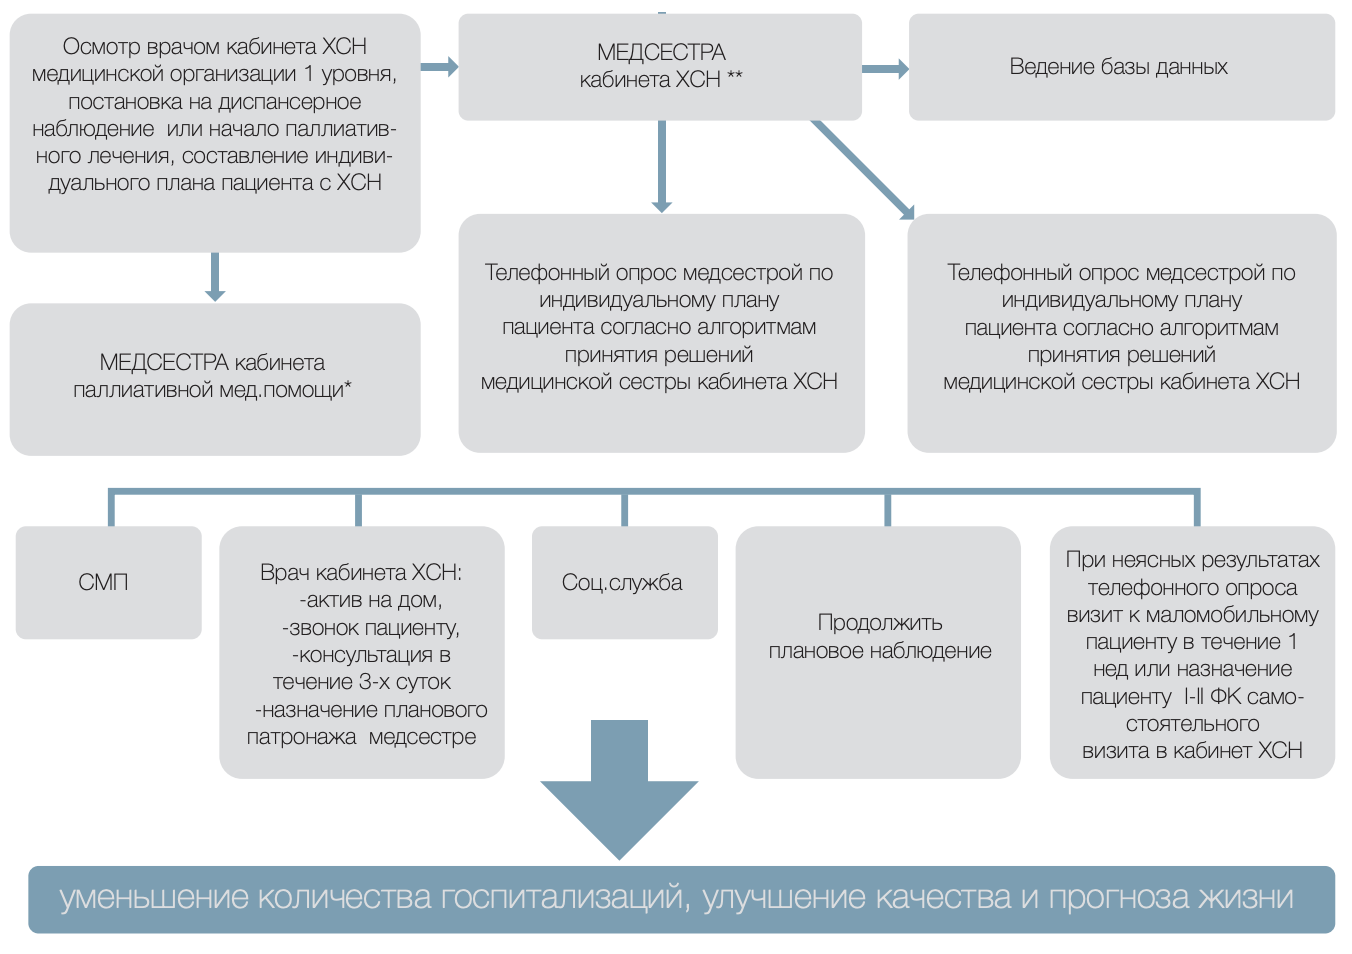 Осмотр врачом кабинета ХСН
медицинской организации 1 уровня,
постановка на диспансерное
наблюдение или начало паллиатив-
ного лечения, составление индиви-
дуального плана пациента с ХСН
МЕДСЕСТРА
кабинета ХСН **
Ведение базы данных
МЕДСЕСТРА кабинета
паллиативной мед.помощи*
Телефонный опрос медсестрой по
индивидуальному плану
пациента согласно алгоритмам
принятия решений
медицинской сестры кабинета ХСН
Телефонный опрос медсестрой по
индивидуальному плану
пациента согласно алгоритмам
принятия решений
медицинской сестры кабинета ХСН
СМП
Врач кабинета ХСН:
-актив на дом,
-звонок пациенту,
-консультация в
течение 3-х суток
-назначение планового
патронажа медсестре
Соц.служба
Продолжить
плановое наблюдение
При неясных результатах
телефонного опроса
визит к маломобильному
пациенту в течение 1
нед или назначение
пациенту I-II ФК само-
стоятельного
визита в кабинет ХСН
уменьшение количества госпитализаций, улучшение качества и прогноза жизни